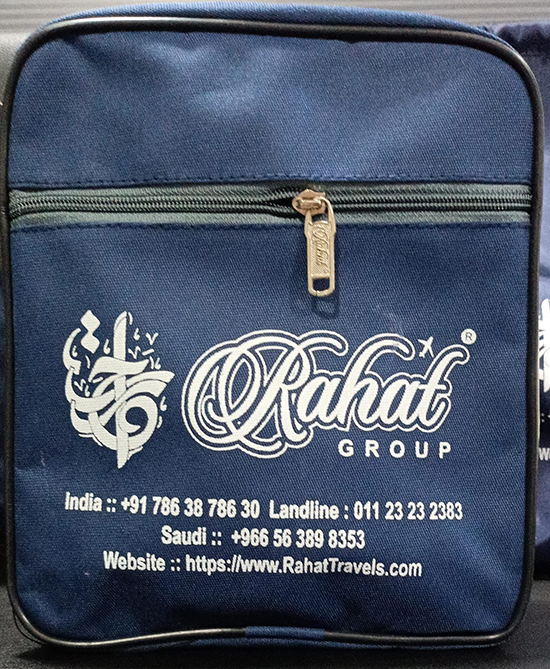 Rahat
®
GROUP
India :: +91 786 38 786 30 Landline : 011 23 23 2383
Saudi :: +966 56 389 8353
Website :: https://www.RahatTravels.com